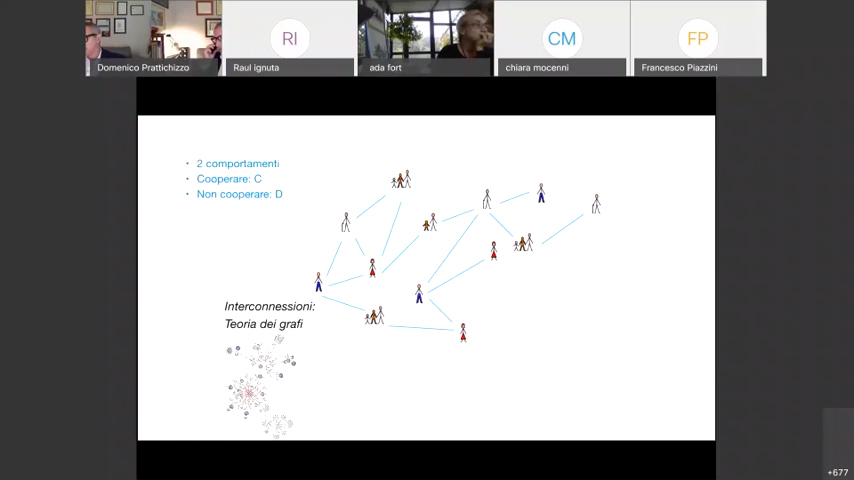 RI
CM
FP
Domenico Prattichizzo
Raul ignuta
ada fort
chiara mocenni
Francesco Piazzini
• 2 comportamenti
• Cooperare: C
• Non cooperare: D
Interconnessioni:
Teoria dei grafi
+677